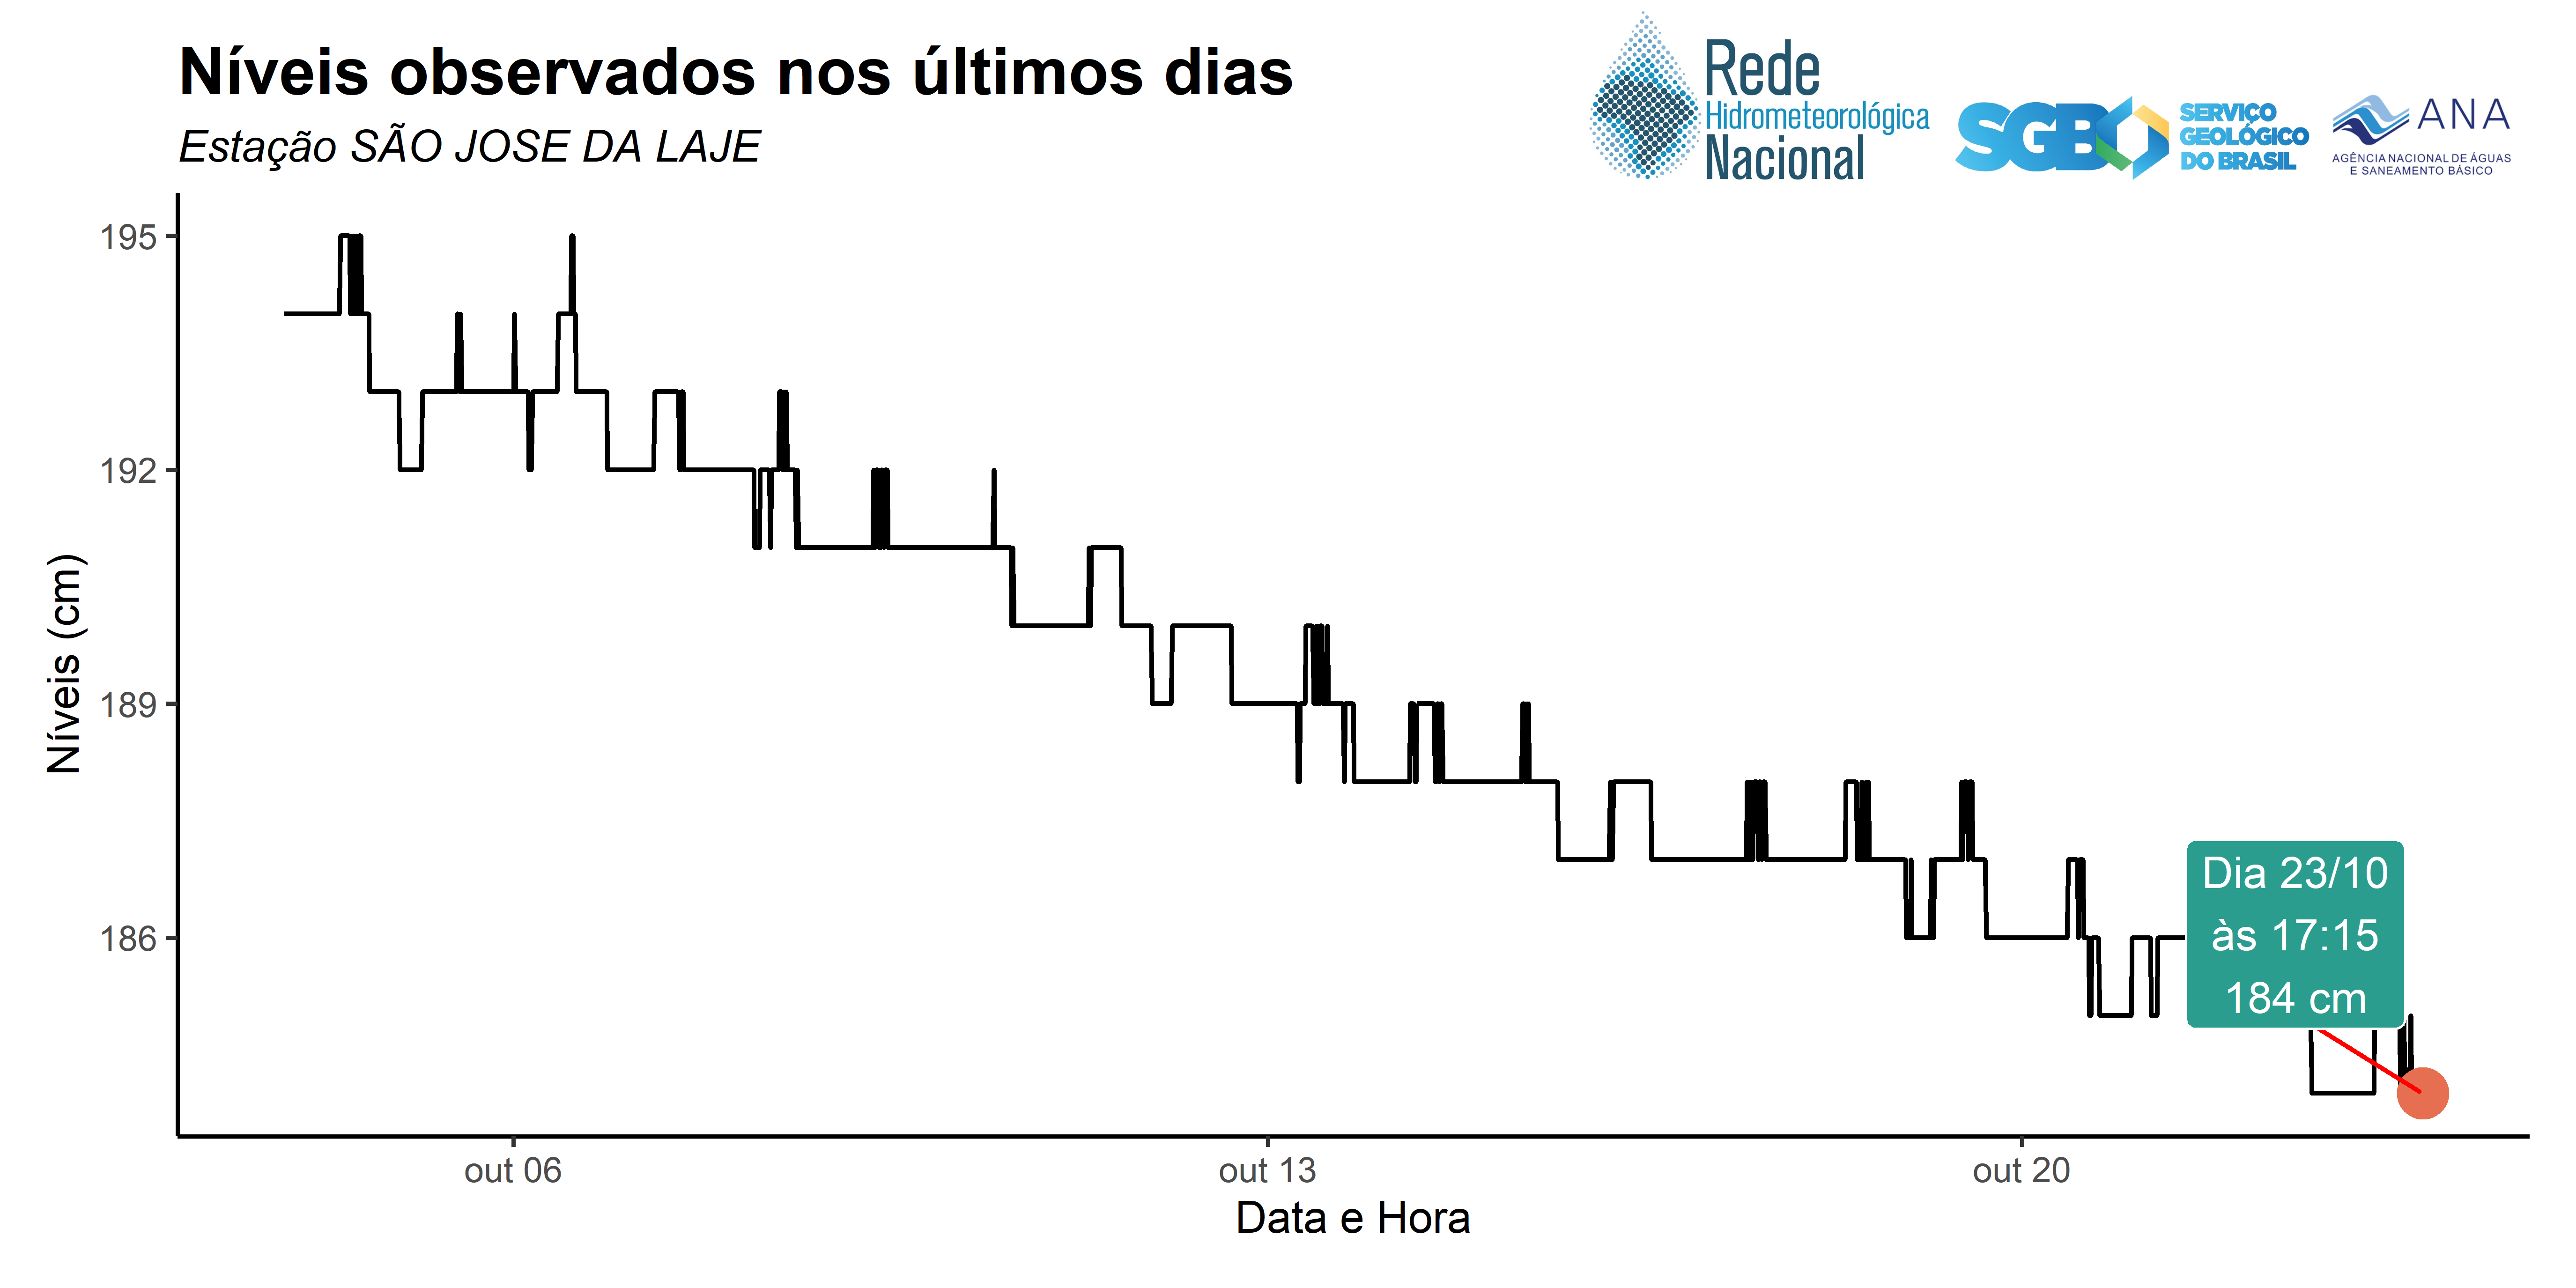 Níveis observados nos últimos dias
Estação SÃO JOSE DA LAJE
Rede
Hidrometeorológica
Nacional
SGB
SERVIÇO
GEOLÓGICO
DO BRASIL
ANA
AGÊNCIA NACIONAL DE ÁGUAS
E SANEAMENTO BÁSICO
195
192
189
186
Níveis (cm)
Dia 23/10
às 17:15
184 cm
out 06
out 13
out 20
Data e Hora